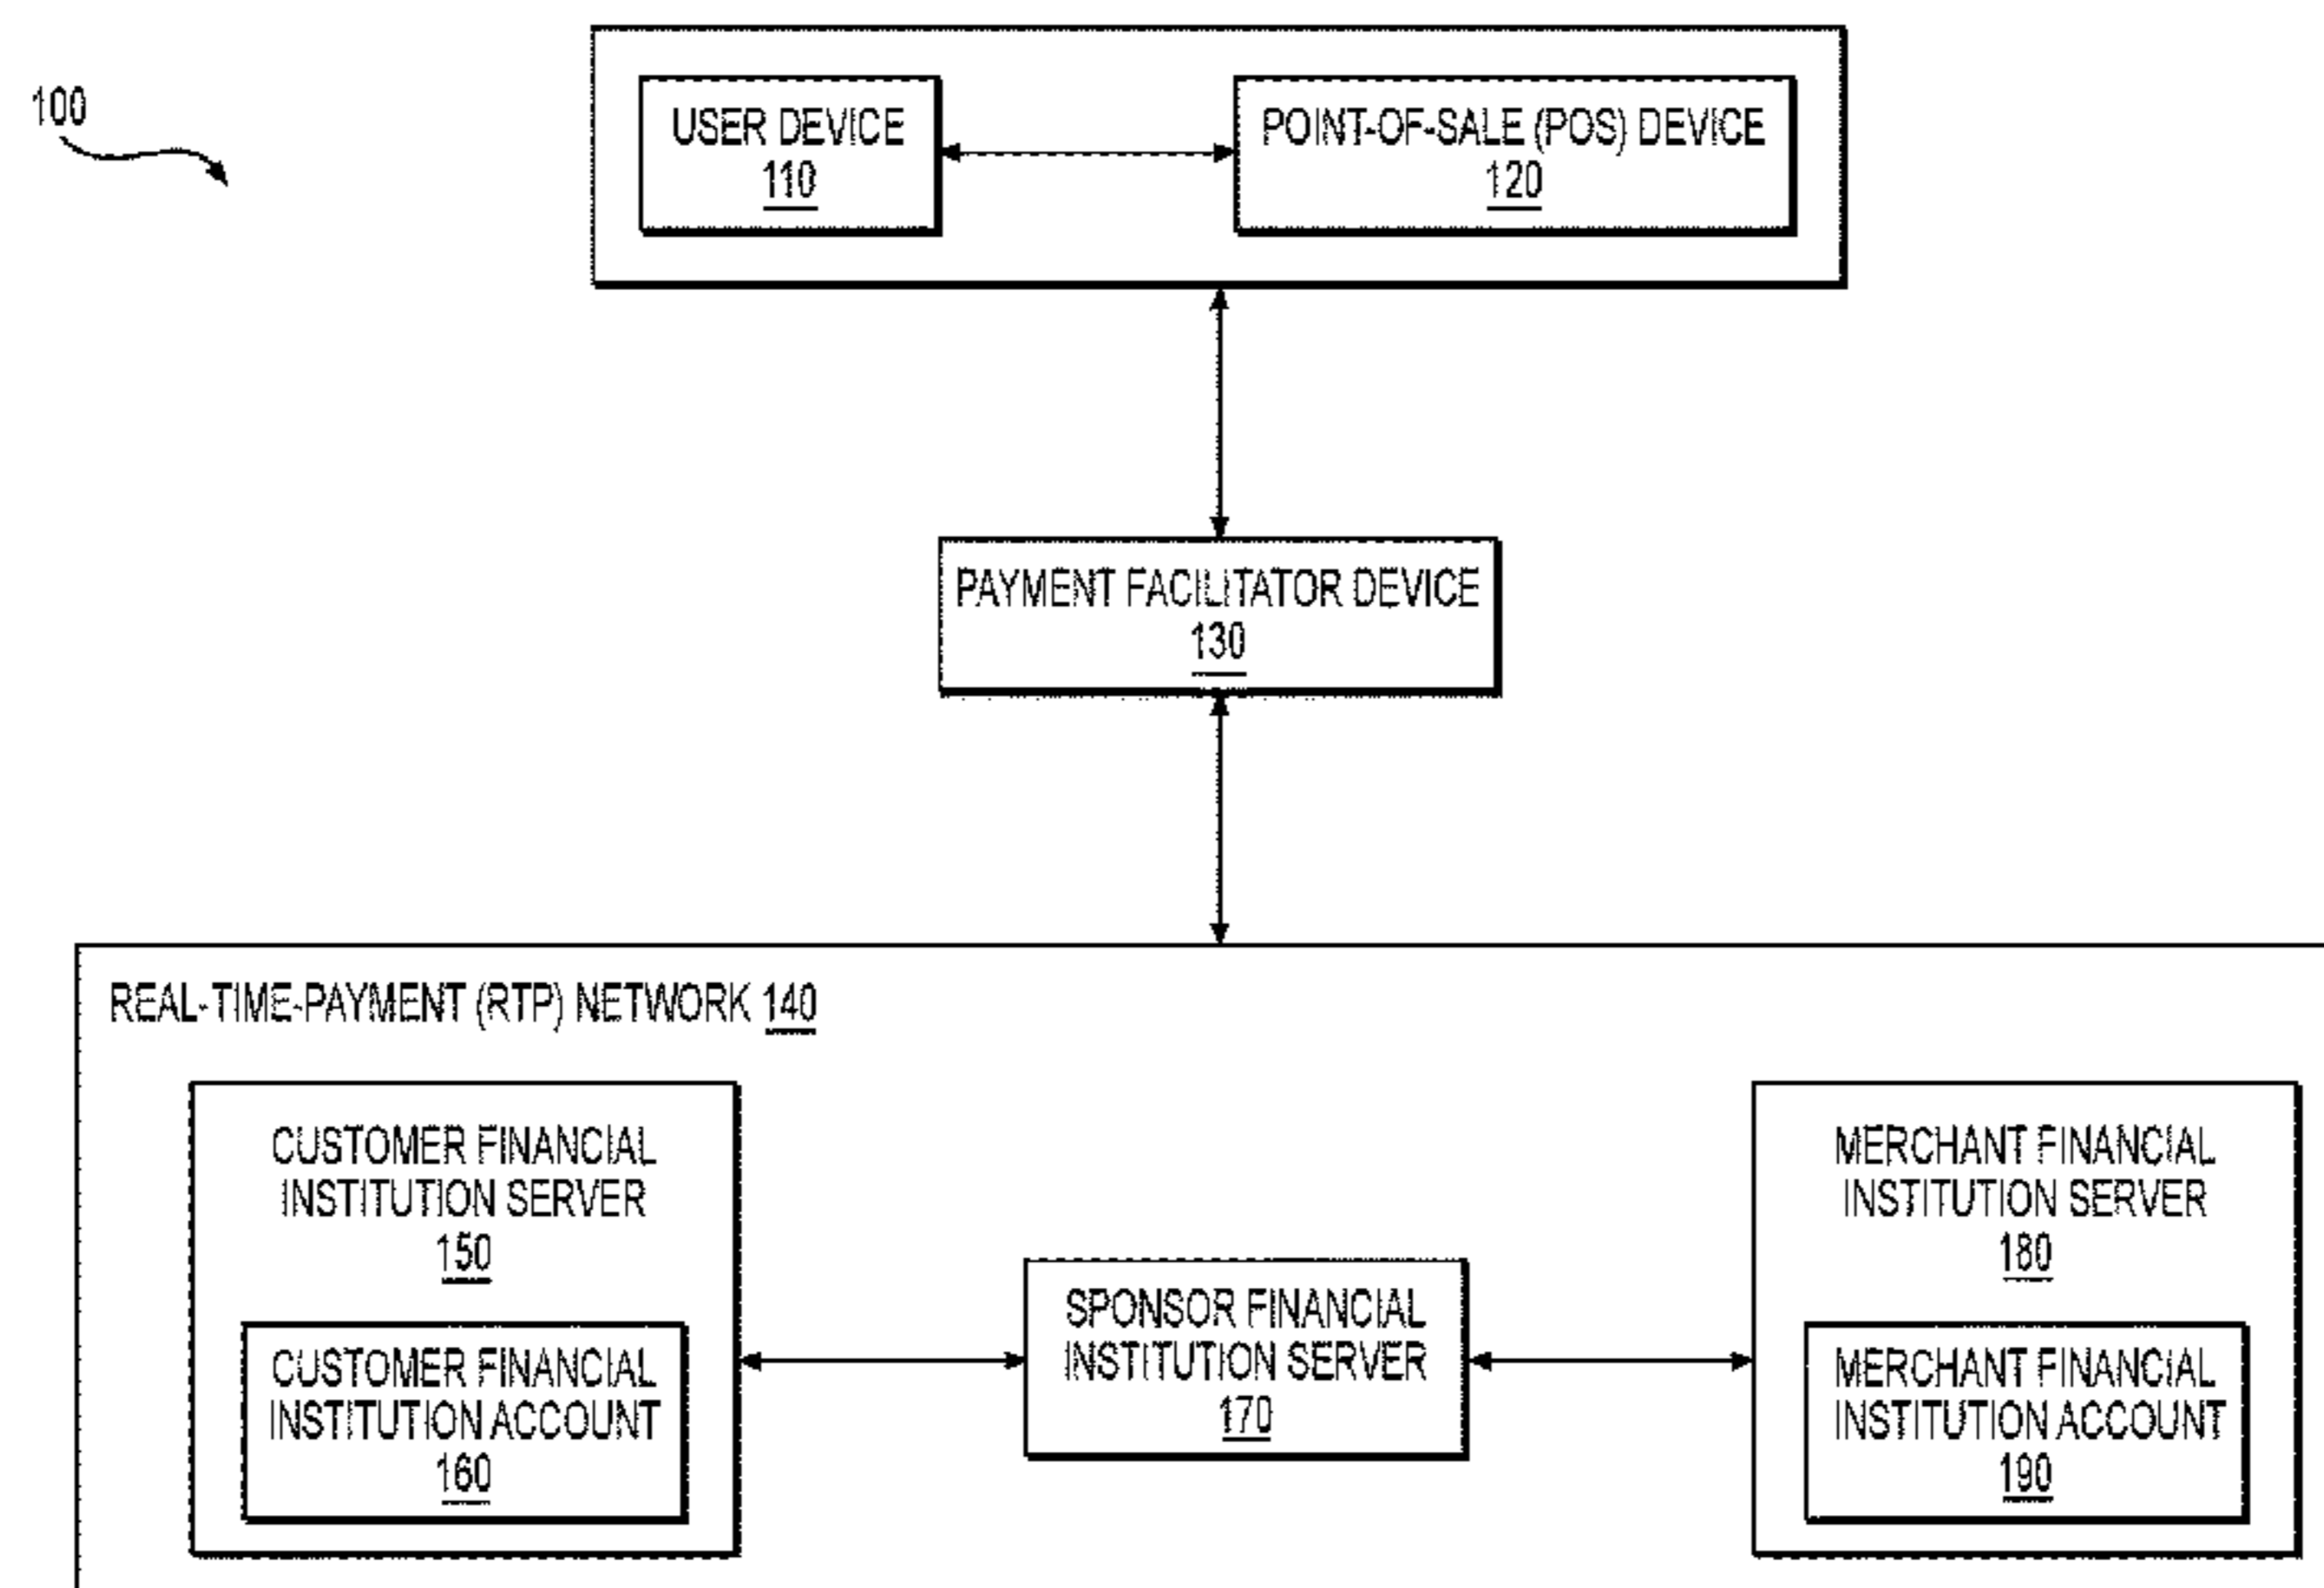 100
USER DEVICE
110
POINT-OF-SALE (POS) DEVICE
120
PAYMENT FACILITATOR DEVICE
130
REAL-TIME-PAYMENT (RTP) NETWORK 140
CUSTOMER FINANCIAL
INSTITUTION SERVER
150
CUSTOMER FINANCIAL
INSTITUTION ACCOUNT
160
SPONSOR FINANCIAL
INSTITUTION SERVER
170
MERCHANT FINANCIAL
INSTITUTION SERVER
180
MERCHANT FINANCIAL
INSTITUTION ACCOUNT
190